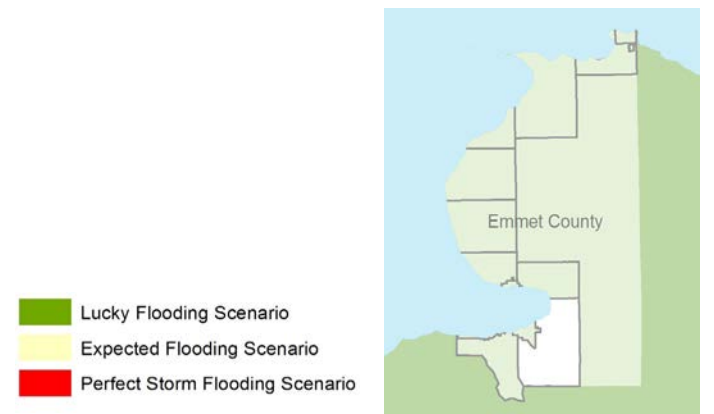 Emmet County
Lucky Flooding Scenario
Expected Flooding Scenario
Perfect Storm Flooding Scenario